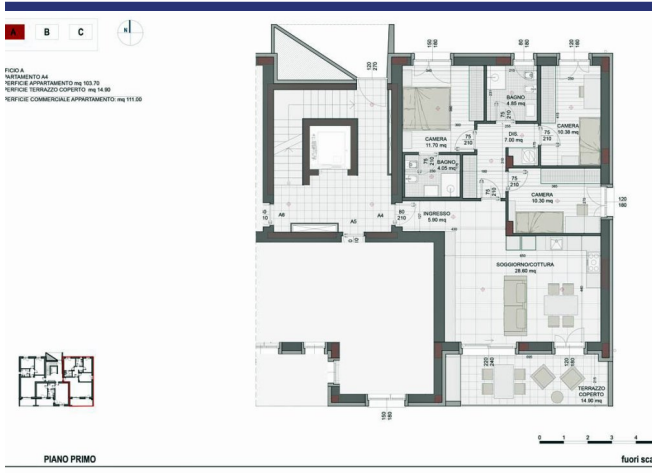 A B C
N
FICIO A
PARTAMENTO A4
PERFICIE APPARTAMENTO mq 103.70
PERFICIE TERRAZZO COPERTO mq 14.90
PERFICIE COMMERCIALE APPARTAMENTO: mq 111.00
120
270
150
180
90
180
120
180
BAGNO
4.85 mq
CAMERA
11.70 mq
75
210
DIS.
7.00 mq
75
210
CAMERA
10.38 mq
75
210
75
210
BAGNO
4.05 mq
75
210
75
210
CAMERA
10.30 mq
120
180
A6
A5
A4
80
210
INGRESSO
5.90 mq
SOGGIORNO/COTTURA
28.60 mq
220
240
120
240
TERRAZZO
COPERTO
14.90 mq
150
180
0 1 2 3 4
PIANO PRIMO
fuori sca